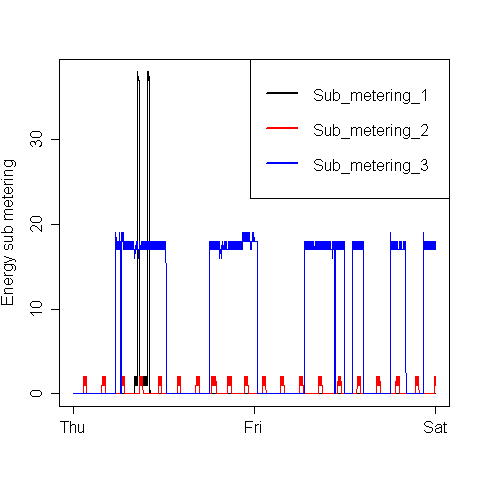 Sub_metering_1
Sub_metering_2
Sub_metering_3
Energy sub metering
30
20
10
0
Thu Fri Sat